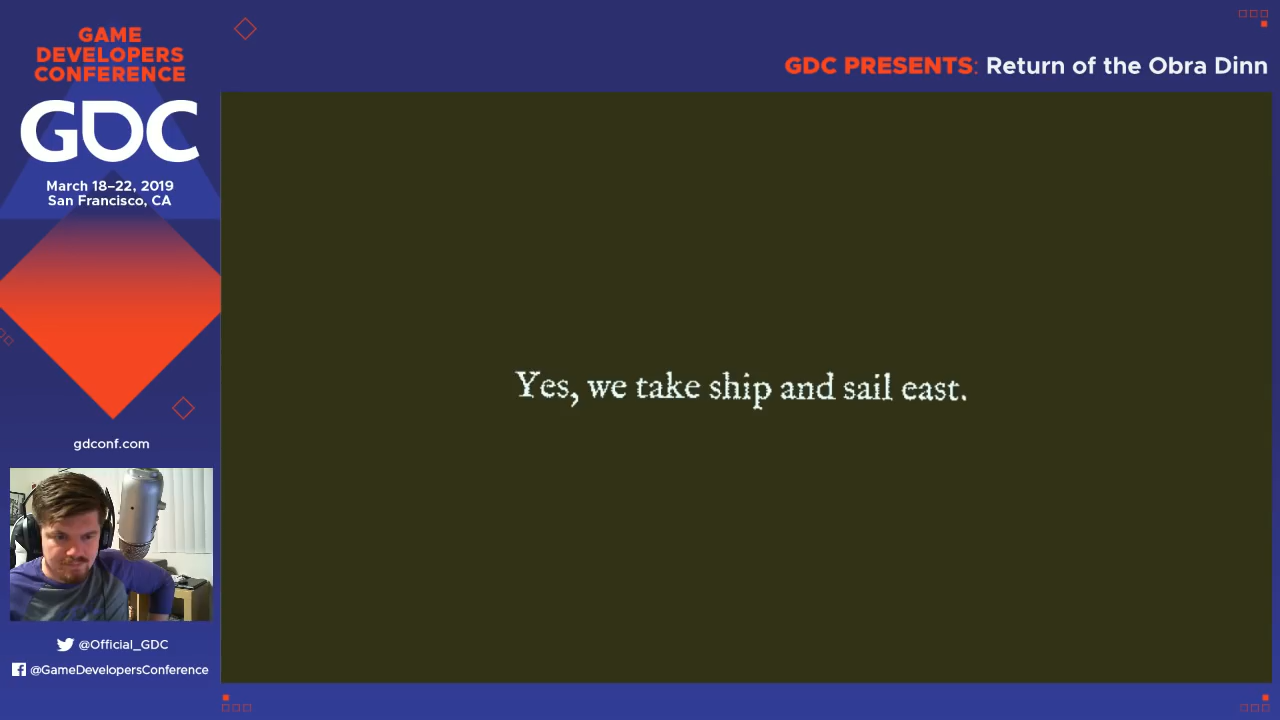 GAME
DEVELOPERS
CONFERENCE
GDC
March 18–22, 2019
San Francisco, CA
gdconf.com
@Official_GDC
@GameDevelopersConference
GDC PRESENTS: Return of the Obra Dinn
Yes, we take ship and sail east.